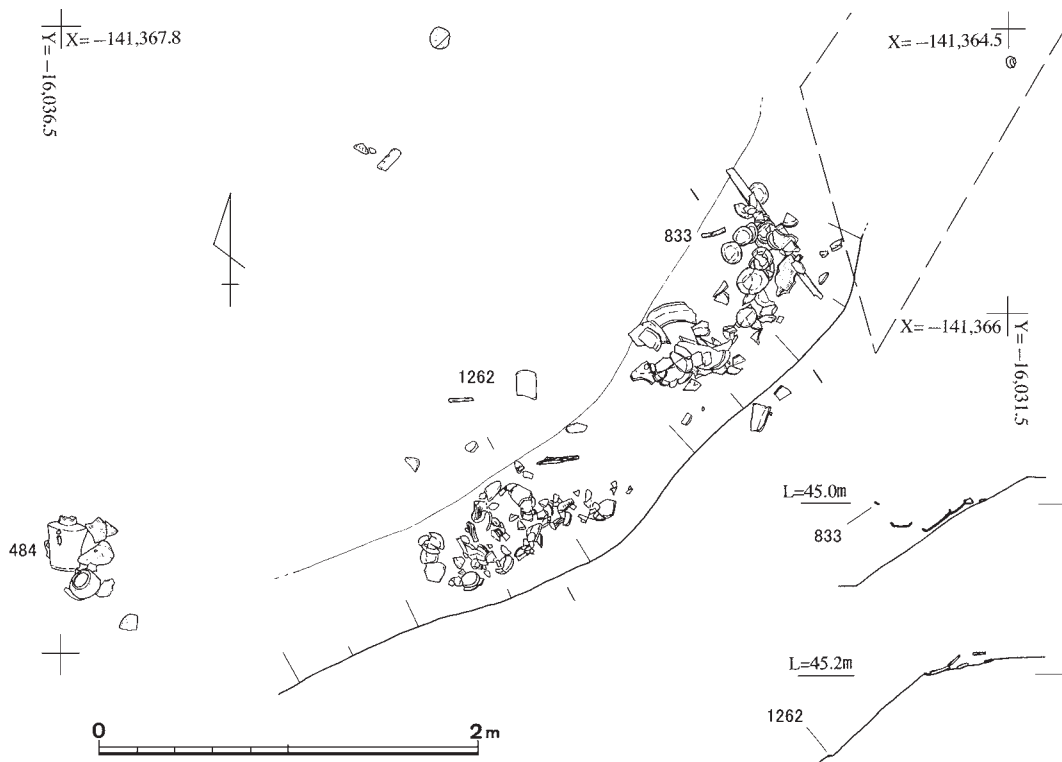 X= −141,367.8
Y= −16,036.5
X= −141,364.5
833
X= −141,366
Y= −16,031.5
1262
L=45.0m
833
484
L=45.2m
1262
0
2m